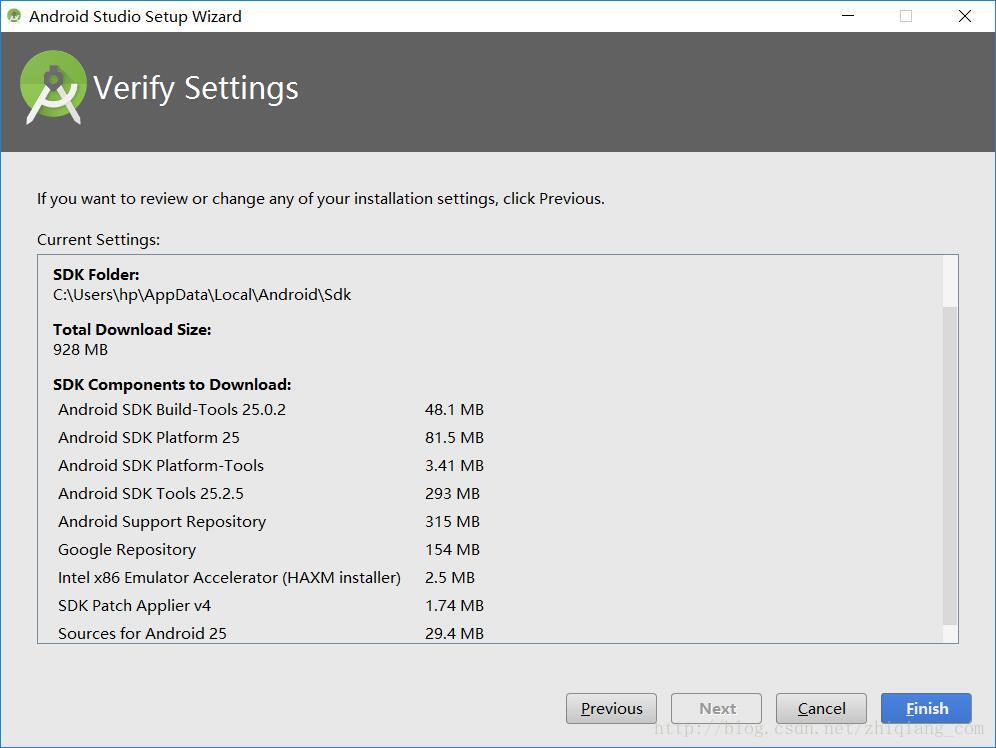 Android Studio Setup Wizard
Verify Settings
If you want to review or change any of your installation settings, click Previous.
Current Settings:
SDK Folder:
C:\Users\hp\AppData\Local\Android\Sdk
Total Download Size:
928 MB
SDK Components to Download:
Android SDK Build-Tools 25.0.2 48.1 MB
Android SDK Platform 25 81.5 MB
Android SDK Platform-Tools 3.41 MB
Android SDK Tools 25.2.5 293 MB
Android Support Repository 315 MB
Google Repository 154 MB
Intel x86 Emulator Accelerator (HAXM installer) 2.5 MB
SDK Patch Applier v4 1.74 MB
Sources for Android 25 29.4 MB
Previous Next Cancel Finish
http://blog.csdn.net/zhiqiang_com